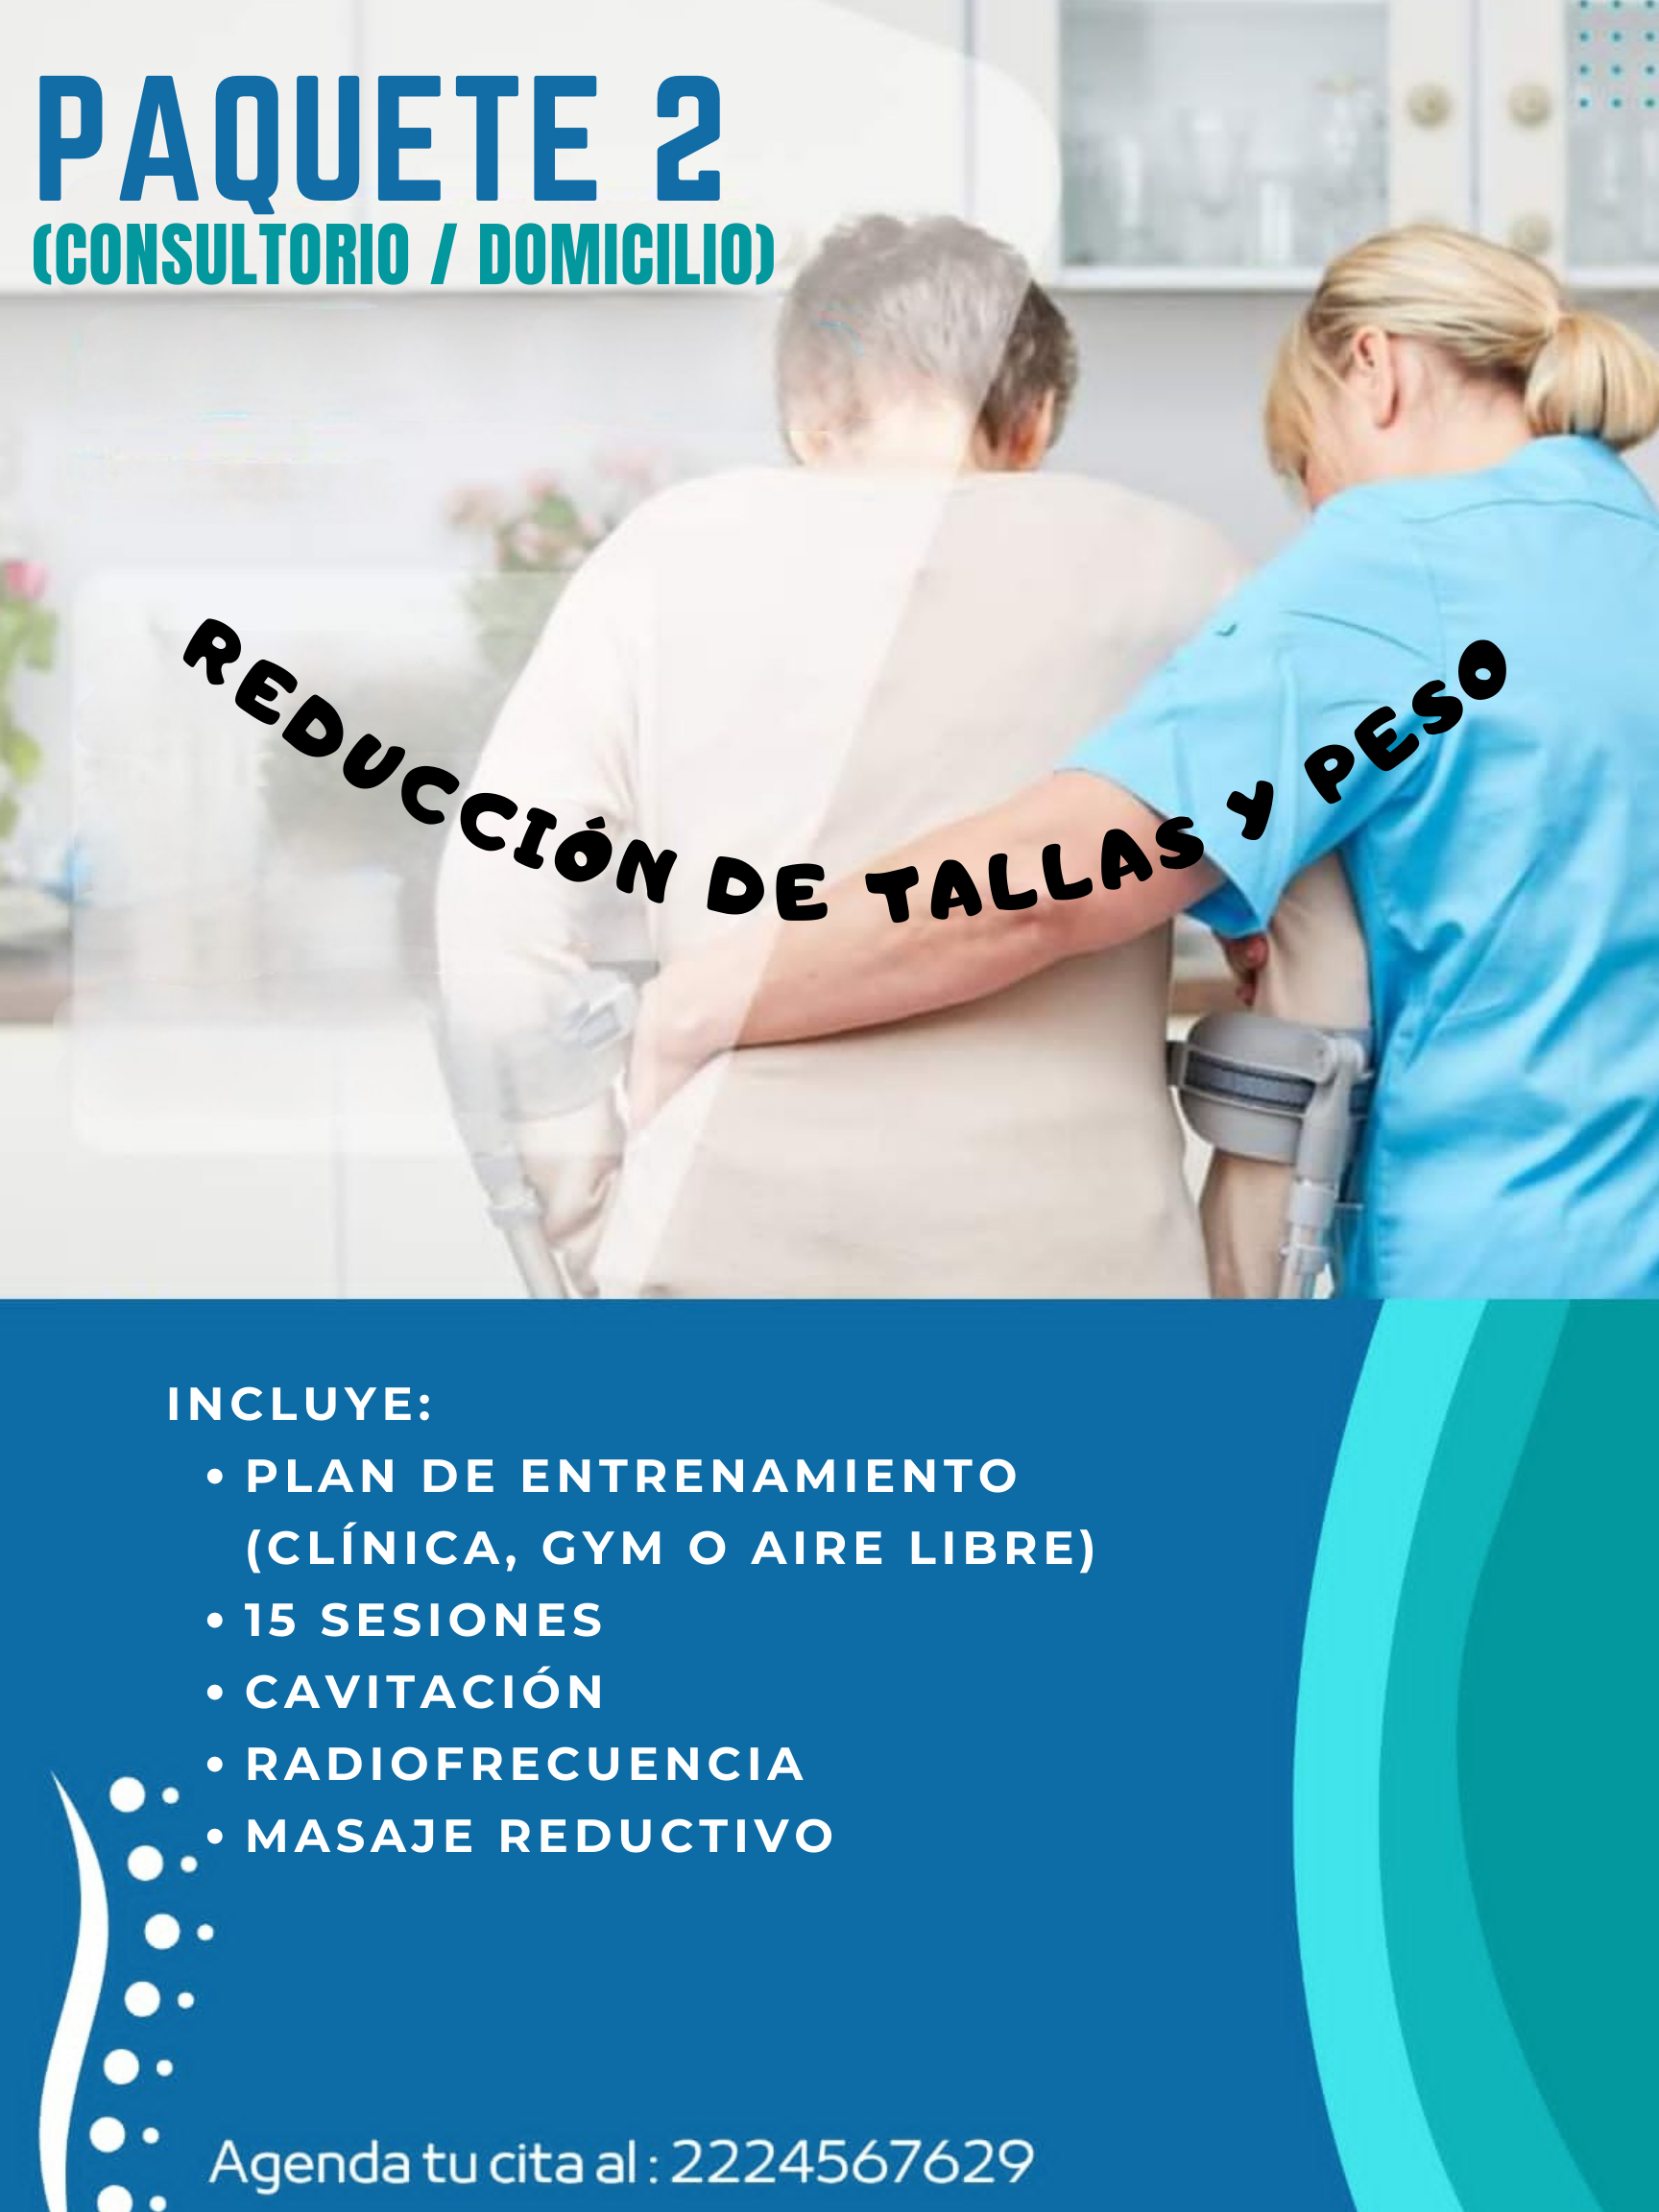 PAQUETE 2
(CONSULTORIO / DOMICILIO)
REDUCCIÓN DE TALLAS Y PESO
INCLUYE:
• PLAN DE ENTRENAMIENTO
(CLÍNICA, GYM O AIRE LIBRE)
• 15 SESIONES
• CAVITACIÓN
• RADIOFRECUENCIA
• MASAJE REDUCTIVO
Agenda tu cita al : 2224567629